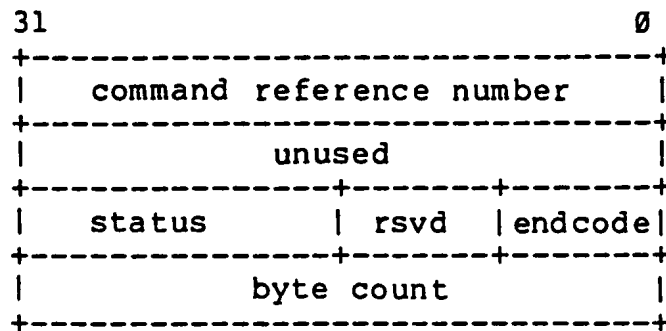 31 0
command reference number
unused
status | rsvd | endcode
byte count